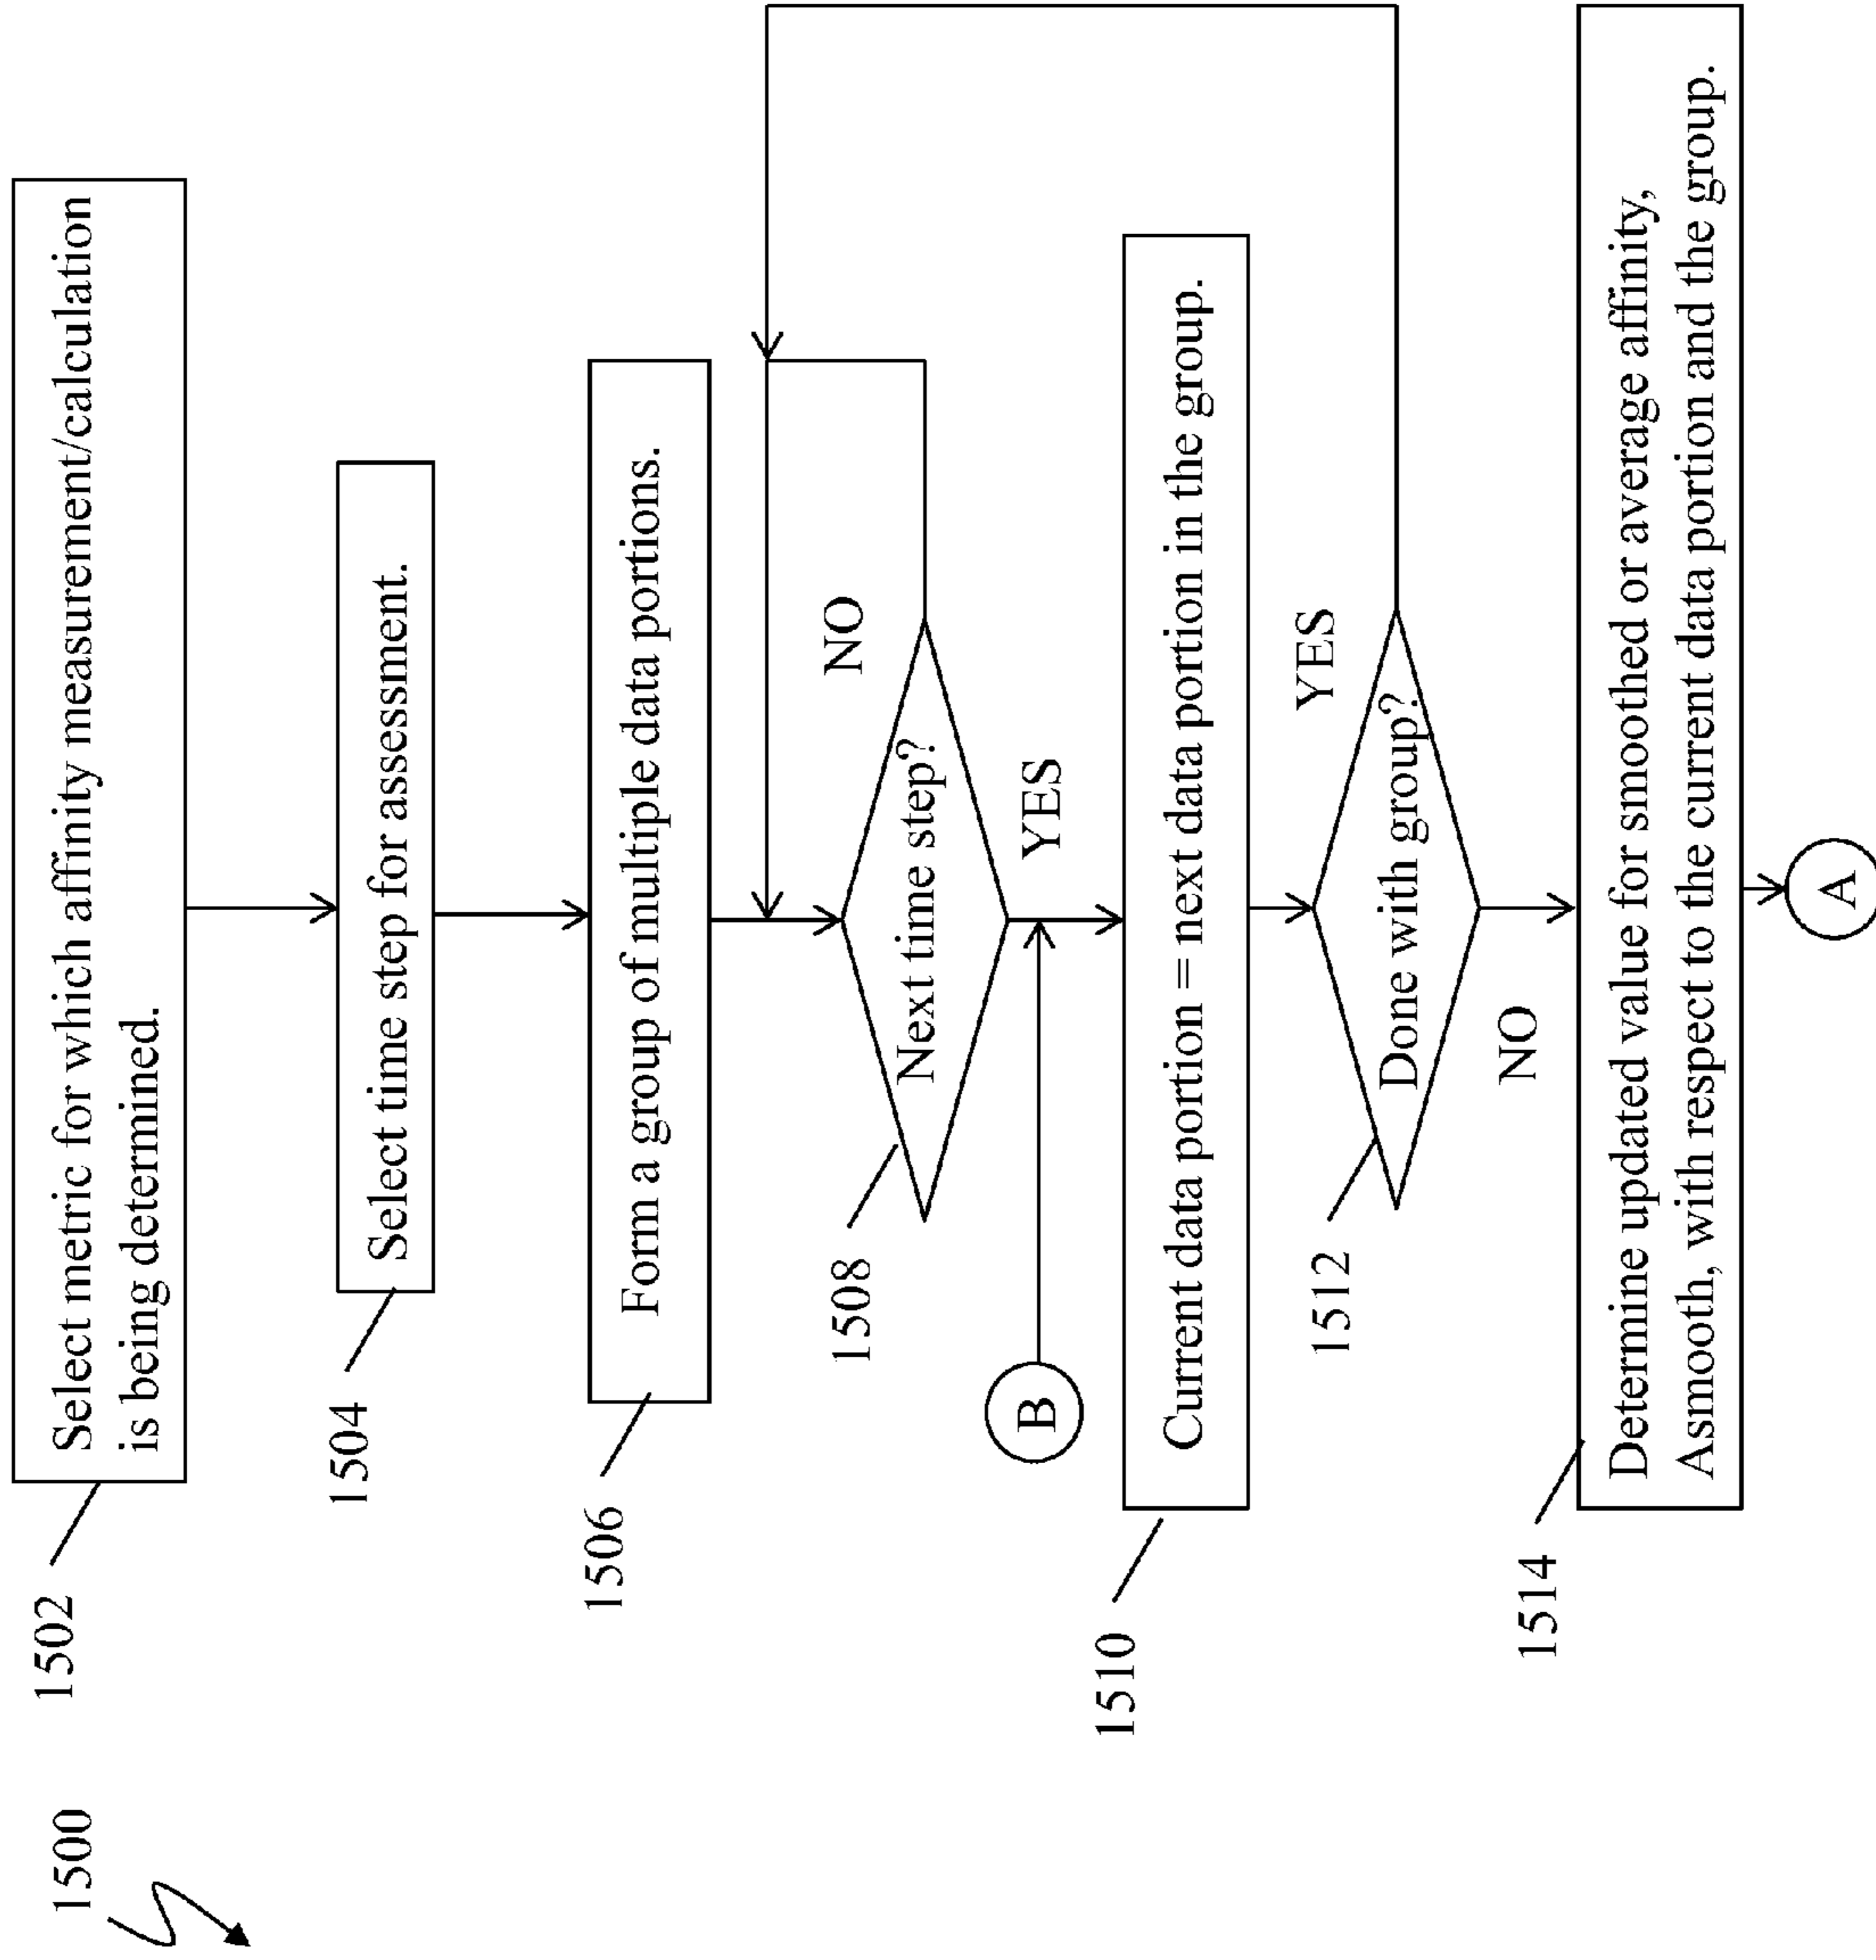 1500
1502
Select metric for which affinity measurement/calculation
is being determined.
1504
Select time step for assessment.
1506
Form a group of multiple data portions.
NO
1508
Next time step?
YES
B
1510
Current data portion = next data portion in the group.
YES
1512
Done with group?
NO
1514
Determine updated value for smoothed or average affinity,
Asmooth, with respect to the current data portion and the group.
A